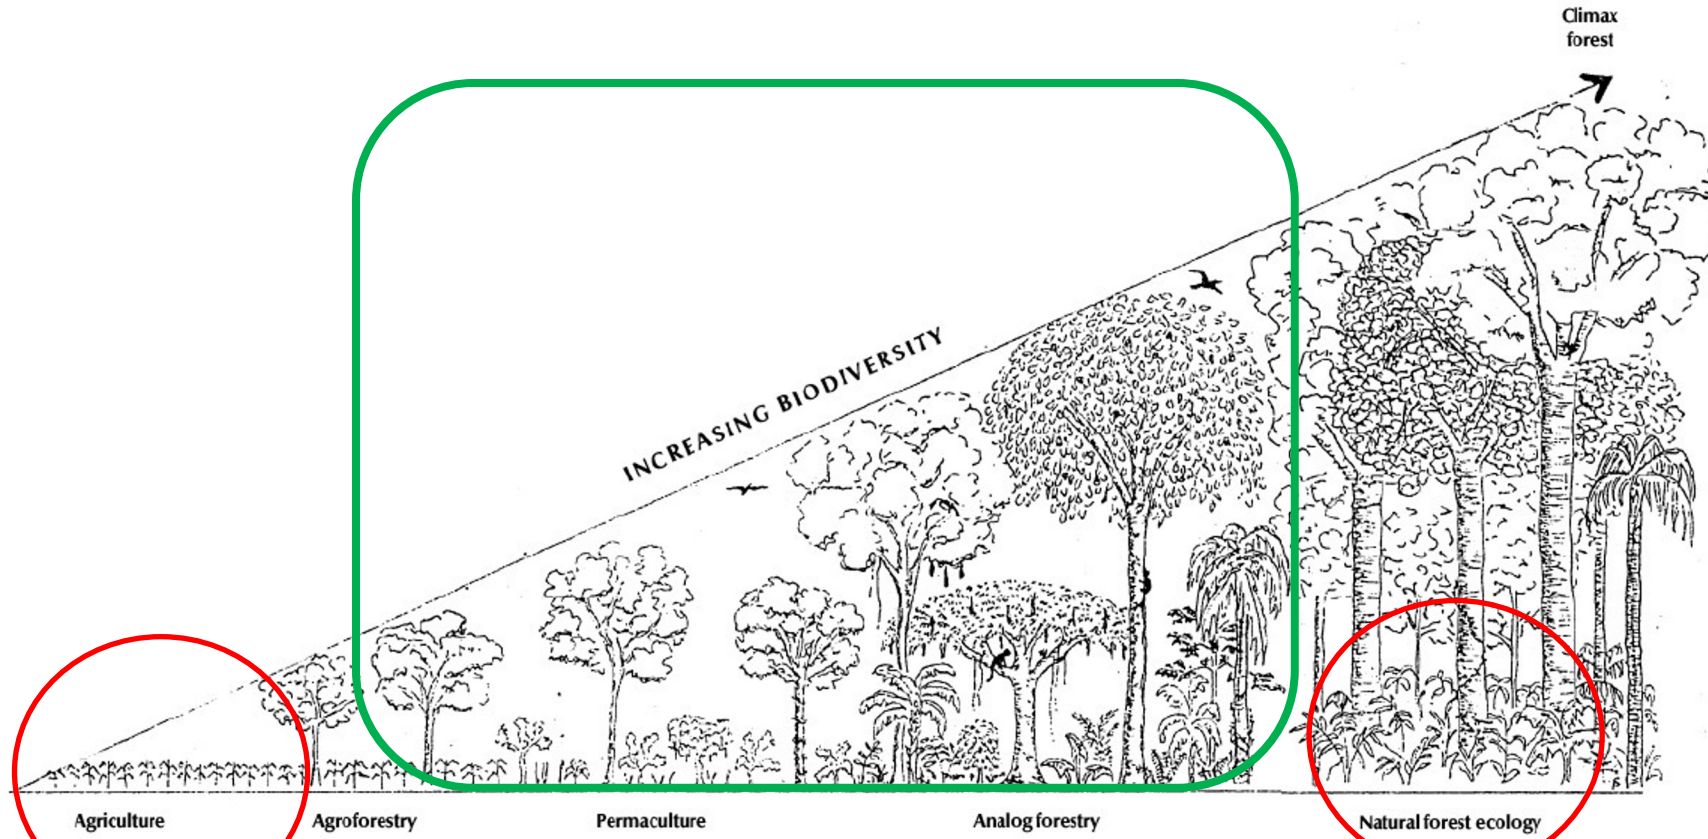 Climax
forest
INCREASING BIODIVERSITY
Agriculture
Agroforestry
Permaculture
Analog forestry
Natural forest ecology